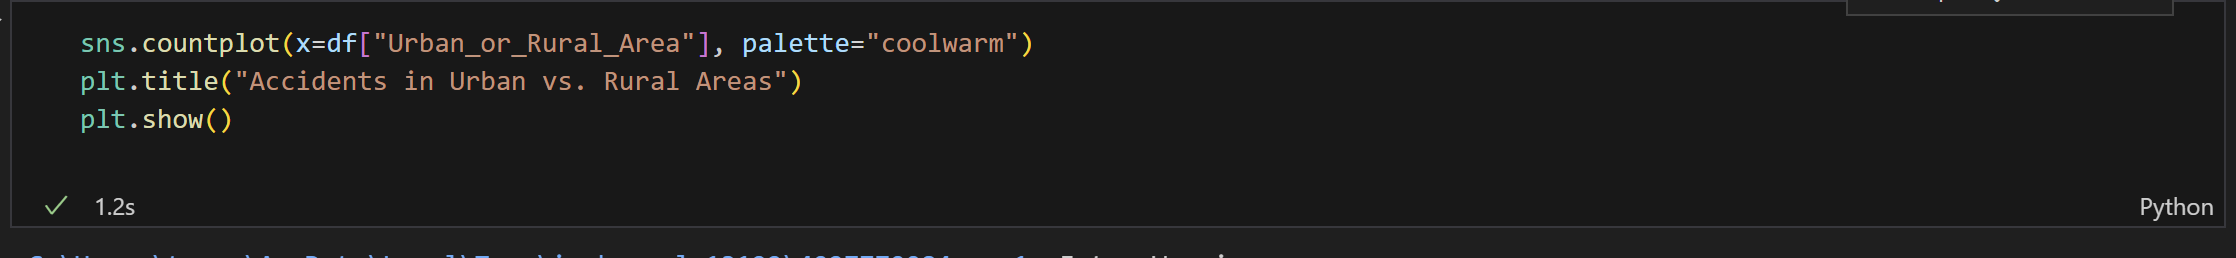 sns.countplot(x=df["Urban_or_Rural_Area"], palette="coolwarm")
plt.title("Accidents in Urban vs. Rural Areas")
plt.show()
1.2s
Python